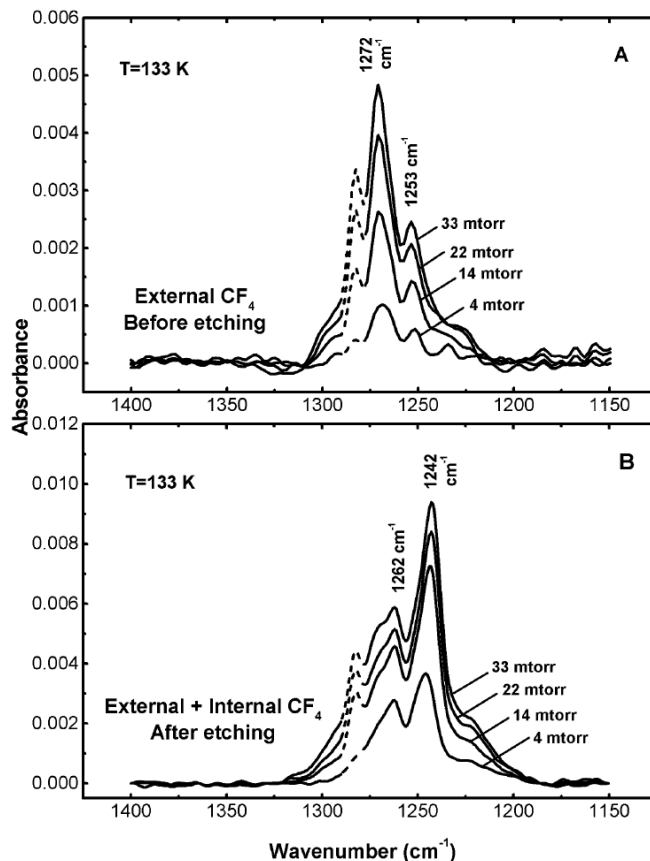 0.006
0.005
0.004
0.003
0.002
0.001
0.000
T=133 K
A
1272
cm-1
1253 cm-1
33 mtorr
22 mtorr
14 mtorr
4 mtorr
External CF4
Before etching
1400 1350 1300 1250 1200 1150
Absorbance
0.012
0.010
0.008
0.006
0.004
0.002
0.000
T=133 K
B
1242
cm-1
1262 cm-1
33 mtorr
22 mtorr
14 mtorr
4 mtorr
External + Internal CF4
After etching
1400 1350 1300 1250 1200 1150
Wavenumber (cm-1)